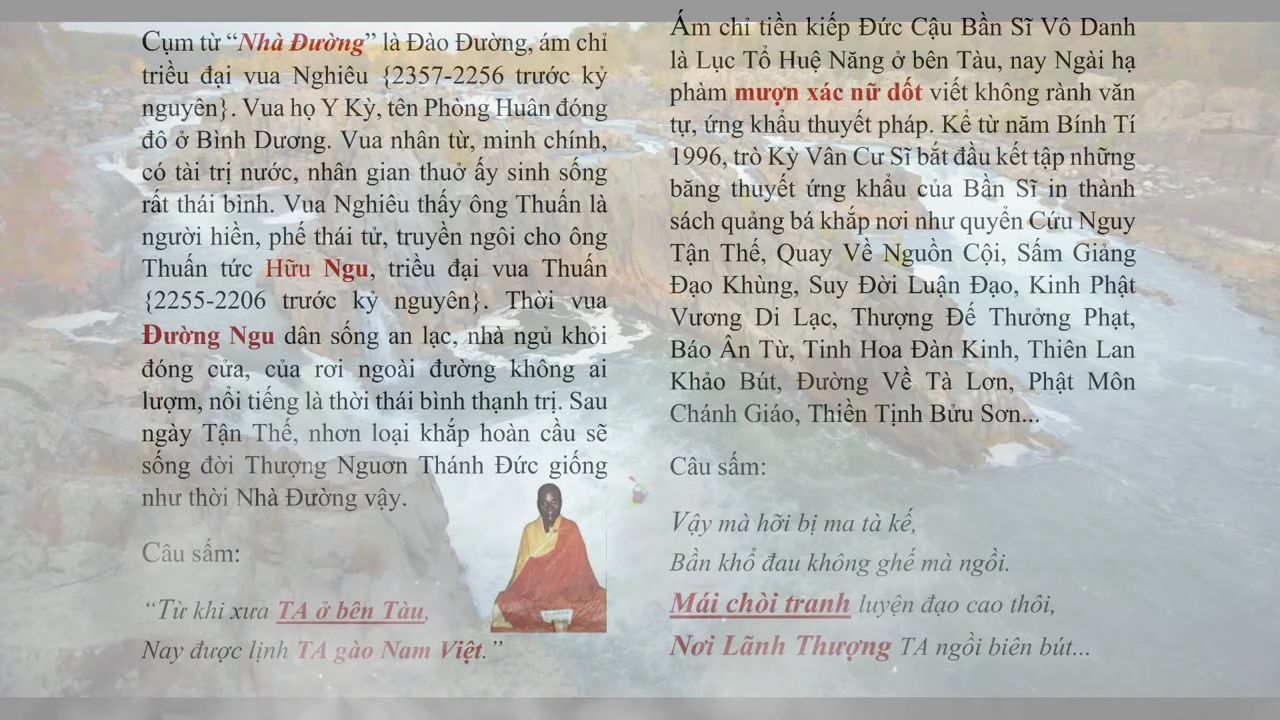 Cụm từ “Nhà Đường” là Đào Đường, ám chỉ
triều đại vua Nghiêu {2357-2256 trước kỷ
nguyên}. Vua họ Y Kỳ, tên Phòng Huân đóng
đô ở Bình Dương. Vua nhân từ, minh chính,
có tài trị nước, nhân gian thuở ấy sinh sống
rất thái bình. Vua Nghiêu thấy ông Thuấn là
người hiền, phế thái tử, truyền ngôi cho ông
Thuấn tức Hữu Ngu, triều đại vua Thuấn
{2255-2206 trước kỷ nguyên}. Thời vua
Đường Ngu dân sống an lạc, nhà ngủ khỏi
đóng cửa, của rơi ngoài đường không ai
lượm, nổi tiếng là thời thái bình thạnh trị. Sau
ngày Tận Thế, nhơn loại khắp hoàn cầu sẽ
sống đời Thượng Nguơn Thánh Đức giống
như thời Nhà Đường vậy.
Câu sấm:
“Từ khi xưa TA ở bên Tàu,
Nay được lịnh TA gào Nam Việt.”
Ám chỉ tiền kiếp Đức Cậu Bần Sĩ Vô Danh
là Lục Tổ Huệ Năng ở bên Tàu, nay Ngài hạ
phàm mượn xác nữ dốt viết không rành văn
tự, ứng khẩu thuyết pháp. Kể từ năm Bính Tí
1996, trò Kỳ Vân Cư Sĩ bắt đầu kết tập những
băng thuyết ứng khẩu của Bần Sĩ in thành
sách quảng bá khắp nơi như quyển Cứu Nguy
Tận Thế, Quay Về Nguồn Cội, Sấm Giảng
Đạo Khùng, Suy Đời Luận Đạo, Kinh Phật
Vương Di Lạc, Thượng Đế Thưởng Phạt,
Báo Ân Từ, Tinh Hoa Đàn Kinh, Thiên Lan
Khảo Bút, Đường Về Tà Lơn, Phật Môn
Chánh Giáo, Thiền Tịnh Bửu Sơn...
Câu sấm:
Vậy mà hỡi bị ma tà kế,
Bần khổ đau không ghế mà ngồi.
Mái chòi tranh luyện đạo cao thôi,
Nơi Lãnh Thượng TA ngồi biên bút...